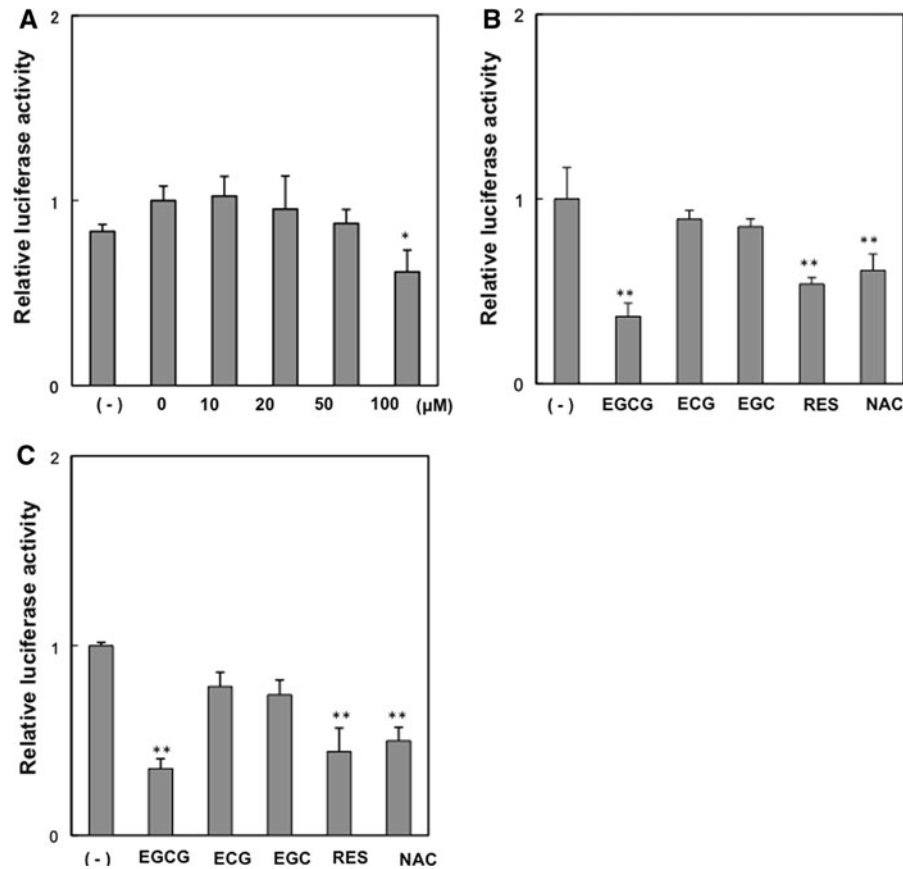 A
Relative luciferase activity
2
1
0
*
(-) 0 10 20 50 100 (µM)
B
Relative luciferase activity
2
1
0
** ** **
(-) EGCG ECG EGC RES NAC
C
Relative luciferase activity
2
1
0
** ** **
(-) EGCG ECG EGC RES NAC